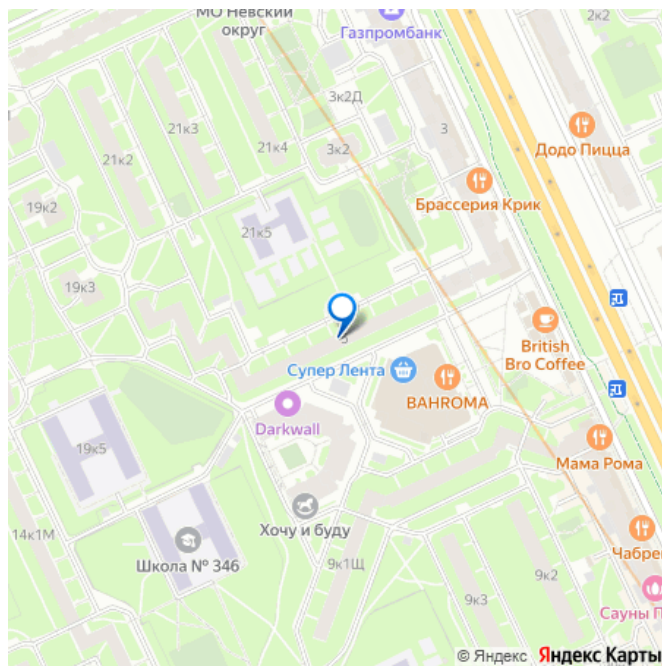 МО Невский
округ
Газпромбанк
2к2
3к2Д
21к3
3
21к4
3к2
21к2
Додо Пицца
Брассерия Крик
19к2
21к5
19к3
British
Bro Coffee
Супер Лента
BAHROMA
Darkwall
Мама Рома
19к5
Хочу и буду
14к1М
Школа № 346
9к1Щ
9к2
9к3
Сауны П
© Яндекс Яндекс Карты